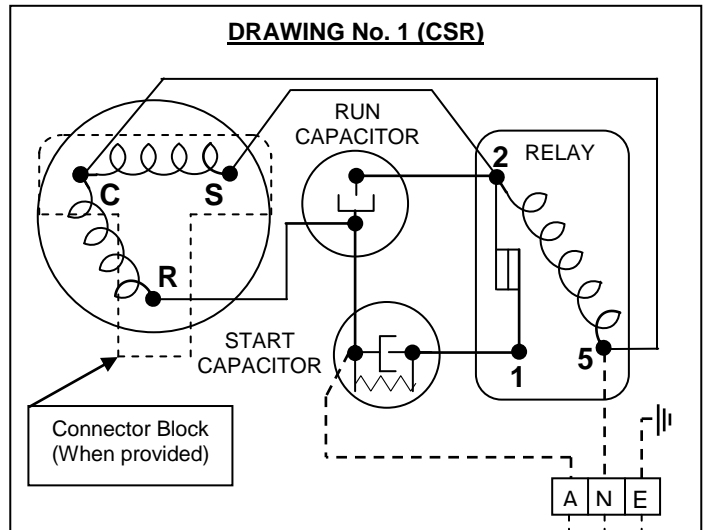 DRAWING No. 1 (CSR)
RUN
CAPACITOR
2
RELAY
C
S
R
START
CAPACITOR
1
5
Connector Block
(When provided)
A N E